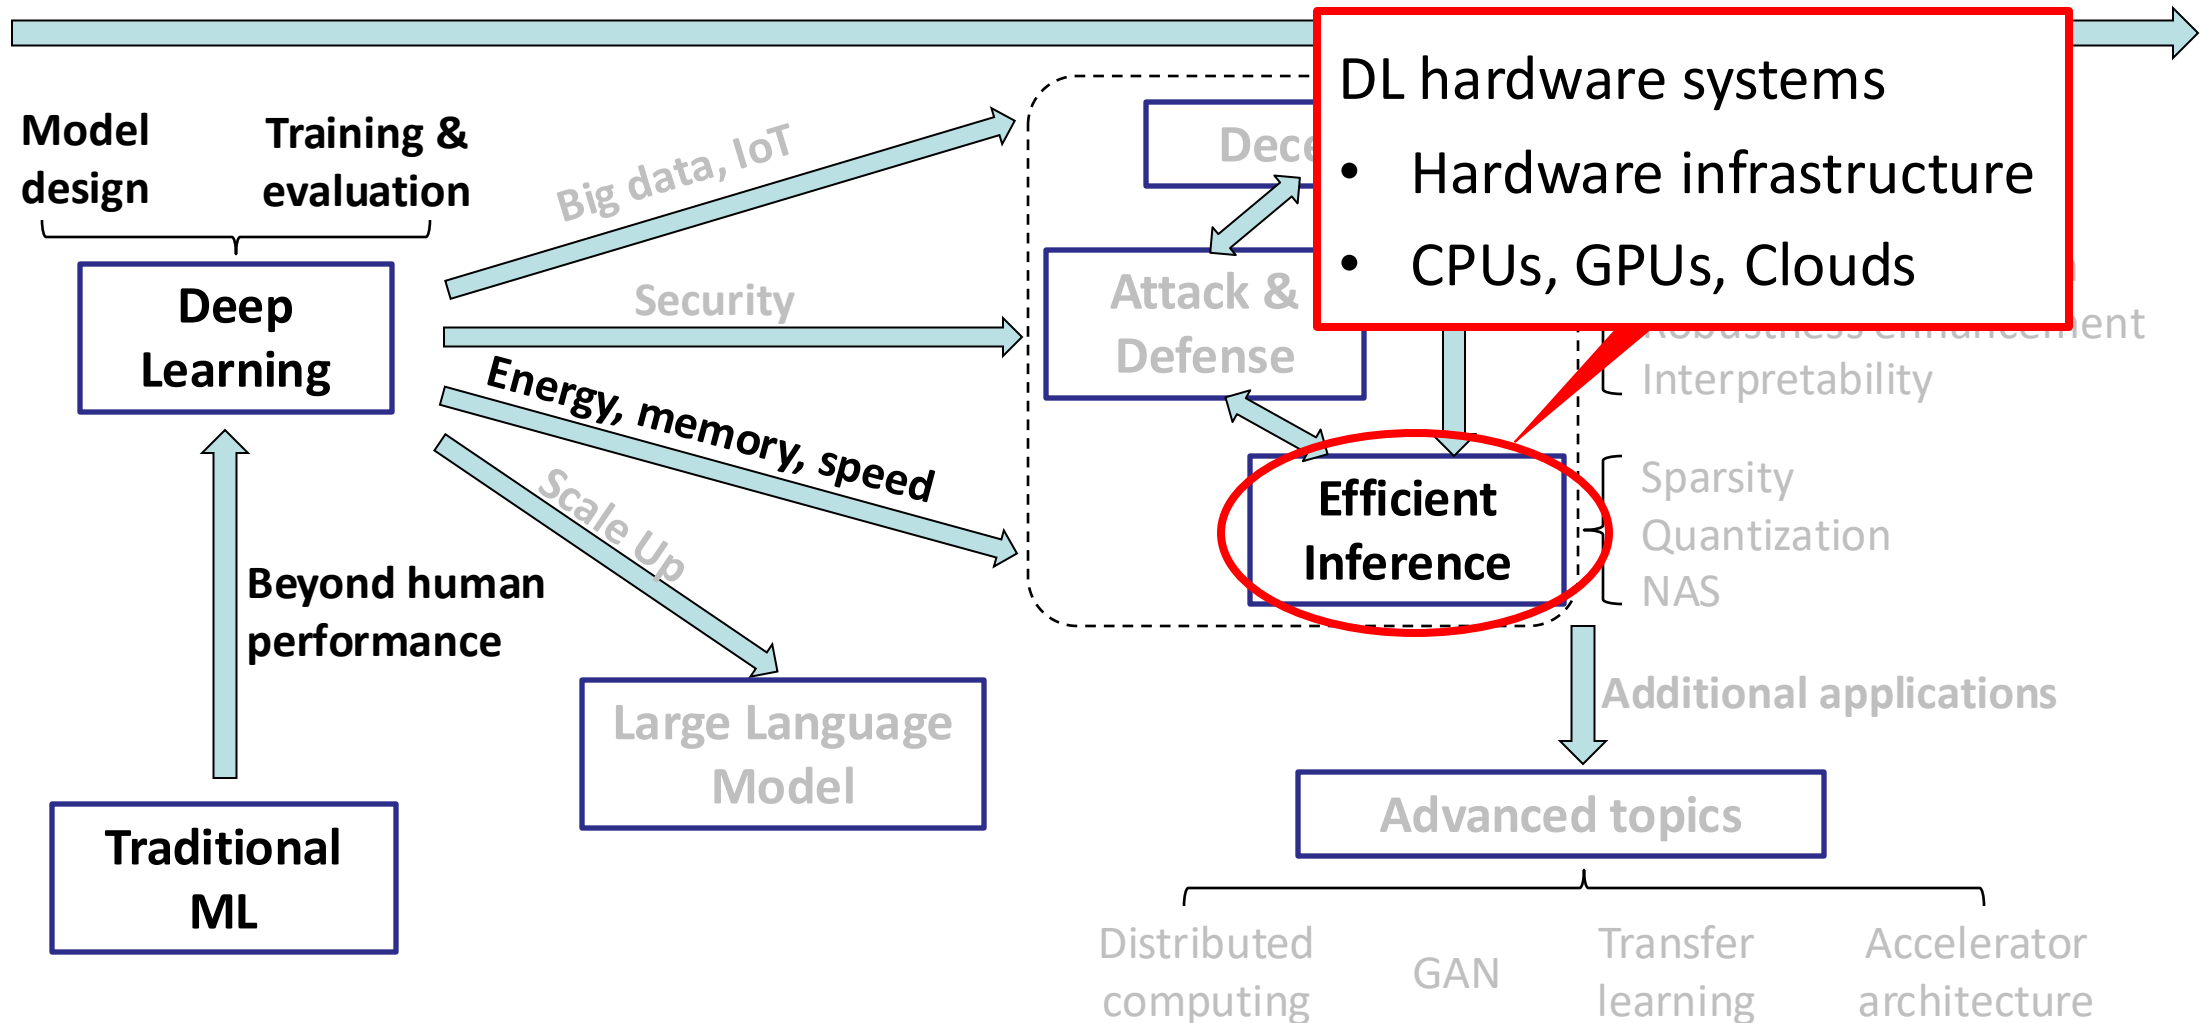 Model
design
Training &
evaluation
Deep
Learning
Beyond human
performance
Traditional
ML
Big data, IoT
Security
Energy, memory, speed
Scale Up
Large Language
Model
DL hardware systems
• Hardware infrastructure
• CPUs, GPUs, Clouds
Attack &
Defense
enhancement
Interpretability
Efficient
Inference
Sparsity
Quantization
NAS
Additional applications
Advanced topics
Distributed
computing
GAN
Transfer
learning
Accelerator
architecture